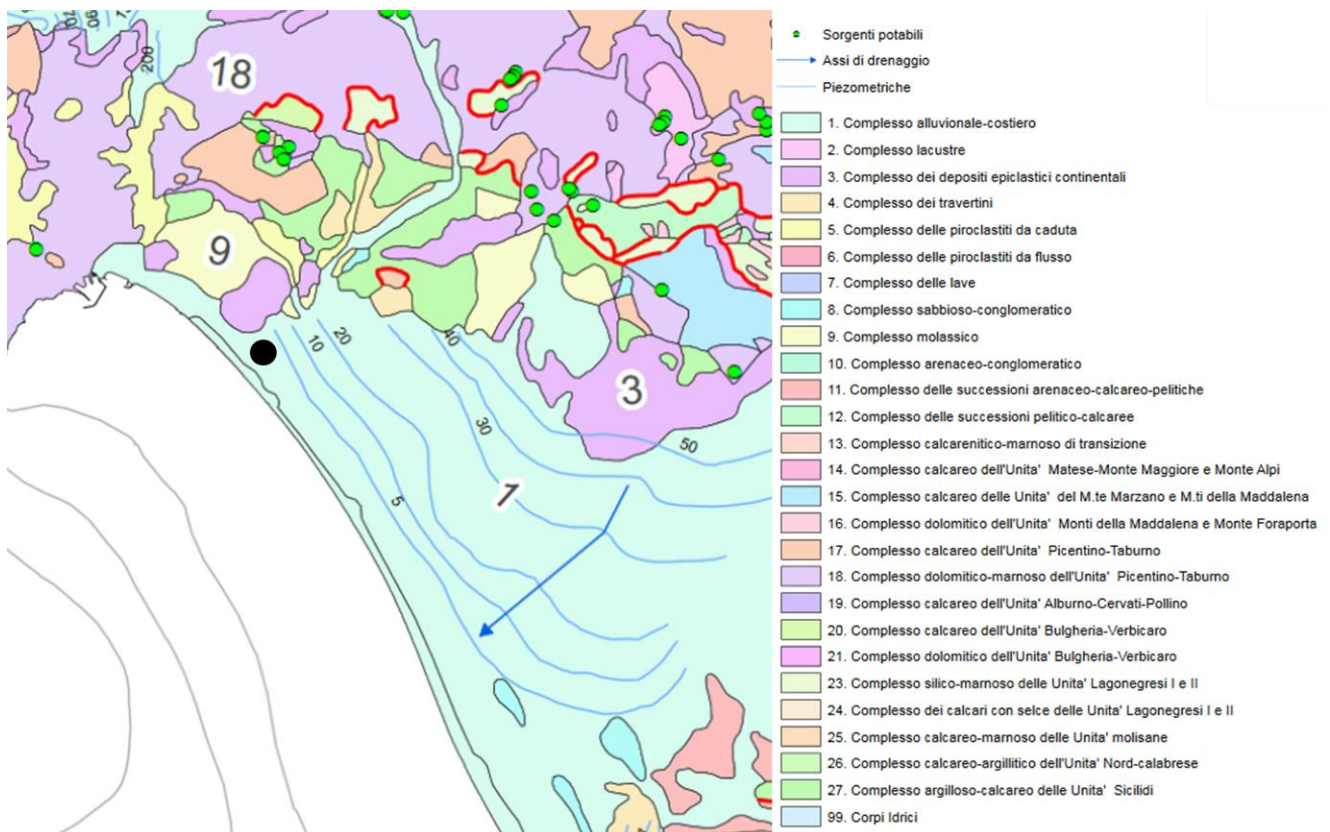 70
90
200
18
9
10
20
40
30
50
3
1
5
Sorgenti potabili
Assi di drenaggio
Piezometriche
1. Complesso alluvionale-costiero
2. Complesso lacustre
3. Complesso dei depositi epiclastici continentali
4. Complesso dei travertini
5. Complesso delle piroclastiti da caduta
6. Complesso delle piroclastiti da flusso
7. Complesso delle lave
8. Complesso sabbioso-conglomeratico
9. Complesso molassico
10. Complesso arenaceo-conglomeratico
11. Complesso delle successioni arenaceo-calcareo-pelitiche
12. Complesso delle successioni pelitico-calcaree
13. Complesso calcarenitico-marnoso di transizione
14. Complesso calcareo dell'Unita' Matese-Monte Maggiore e Monte Alpi
15. Complesso calcareo delle Unita' del M.te Marzano e M.ti della Maddalena
16. Complesso dolomitico dell'Unita' Monti della Maddalena e Monte Foraporta
17. Complesso calcareo dell'Unita' Picentino-Taburno
18. Complesso dolomitico-marnoso dell'Unita' Picentino-Taburno
19. Complesso calcareo dell'Unita' Alburno-Cervati-Pollino
20. Complesso calcareo dell'Unita' Bulgheria-Verbicaro
21. Complesso dolomitico dell'Unita' Bulgheria-Verbicaro
23. Complesso silico-marnoso delle Unita' Lagonegresi I e II
24. Complesso dei calcari con selce delle Unita' Lagonegresi I e II
25. Complesso calcareo-marnoso delle Unita' molisane
26. Complesso calcareo-argillitico dell'Unita' Nord-calabrese
27. Complesso argilloso-calcareo delle Unita' Sicilidi
99. Corpi Idrici